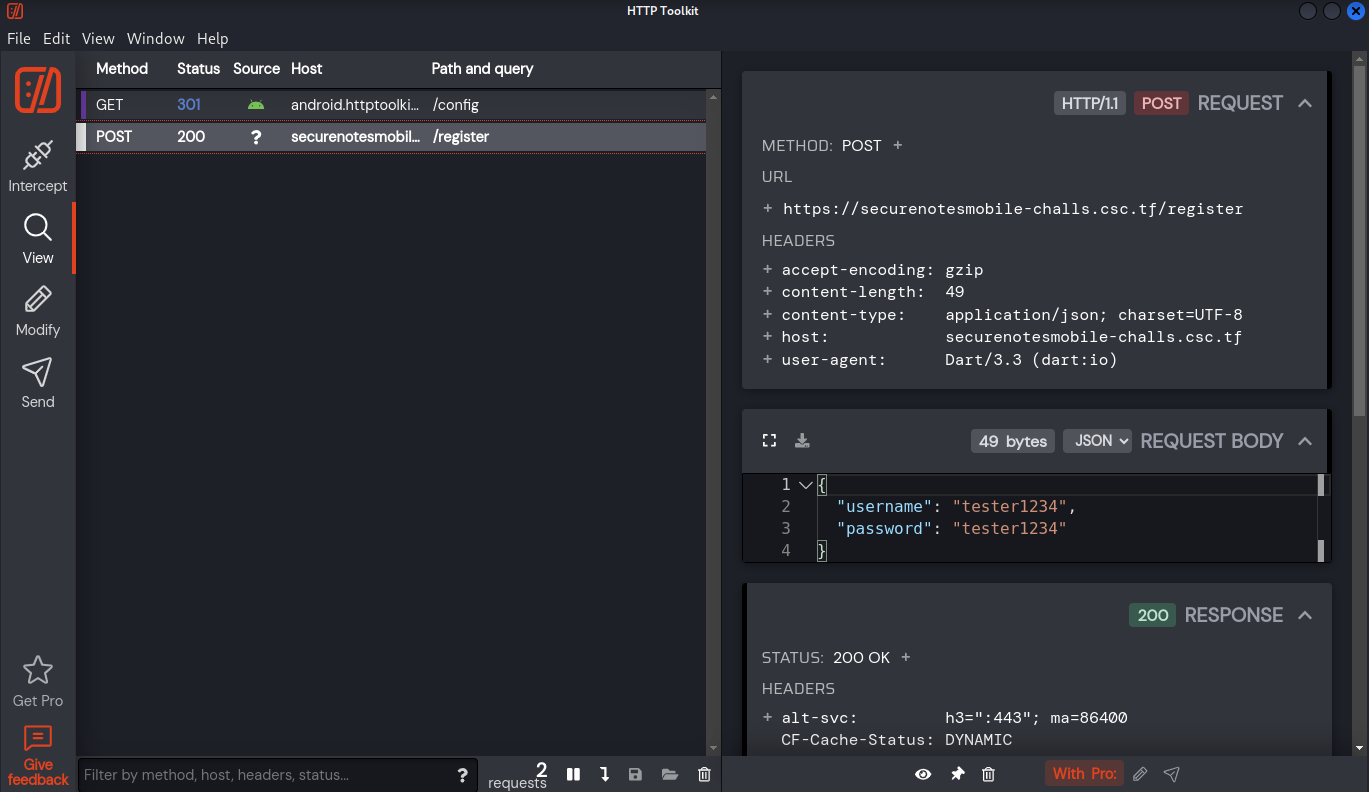 HTTP Toolkit
File Edit View Window Help
Method Status Source Host Path and query
GET 301 android.httptoolki... /config
POST 200 ? securenotesmobil... /register
Intercept
View
Modify
Send
Get Pro
Give
feedback
Filter by method, host, headers, status... ?
2
requests
HTTP/1.1 POST REQUEST
METHOD: POST +
URL
+ https://securenotesmobile-challs.csc.tf/register
HEADERS
+ accept-encoding: gzip
+ content-length: 49
+ content-type: application/json; charset=UTF-8
+ host: securenotesmobile-challs.csc.tf
+ user-agent: Dart/3.3 (dart:io)
49 bytes JSON REQUEST BODY
1 {
2 "username": "tester1234",
3 "password": "tester1234"
4 }
200 RESPONSE
STATUS: 200 OK +
HEADERS
+ alt-svc: h3=":443"; ma=86400
CF-Cache-Status: DYNAMIC
With Pro: